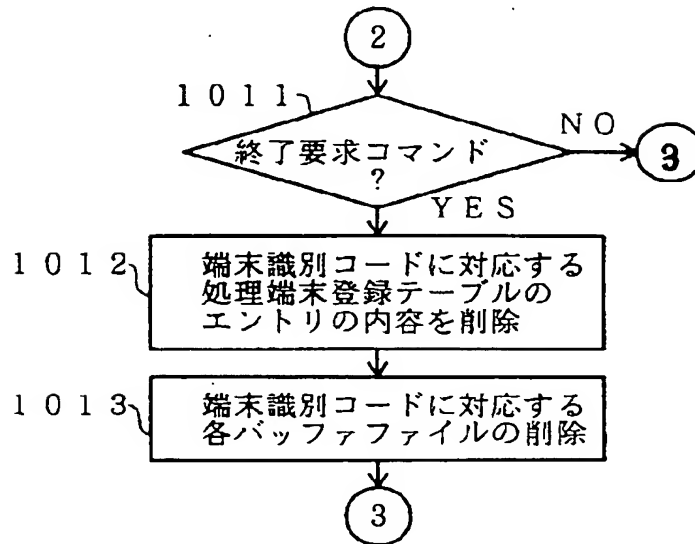 2
1011
終了要求コマンド
?
NO
3
YES
1012
端末識別コードに対応する
処理端末登録テーブルの
エントリの内容を削除
1013
端末識別コードに対応する
各バッファファイルの削除
3